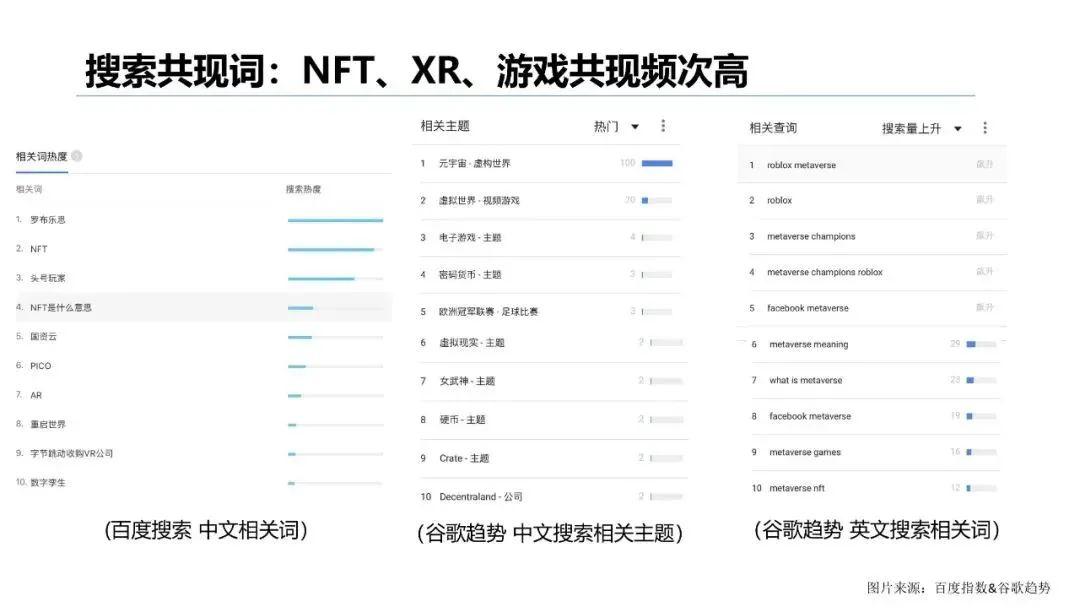 搜索共现词：NFT、XR、游戏共现频次高
相关词热度
相关词 搜索热度
1. 罗布乐思
2. NFT
3. 头号玩家
4. NFT是什么意思
5. 国资云
6. PICO
7. AR
8. 重启世界
9. 字节跳动收购VR公司
10. 数字孪生
(百度搜索 中文相关词)
相关主题 热门
1 元宇宙 - 虚构世界 100
2 虚拟世界 - 视频游戏 20
3 电子游戏 - 主题 4
4 密码货币 - 主题 3
5 欧洲冠军联赛 - 足球比赛 3
6 虚拟现实 - 主题 2
7 女武神 - 主题 2
8 硬币 - 主题 2
9 Crate - 主题 2
10 Decentraland - 公司 2
(谷歌趋势 中文搜索相关主题)
相关查询 搜索量上升
1 roblox metaverse 飙升
2 roblox 飙升
3 metaverse champions 飙升
4 metaverse champions roblox 飙升
5 facebook metaverse 飙升
6 metaverse meaning 29
7 what is metaverse 23
8 facebook metaverse 19
9 metaverse games 16
10 metaverse nft 12
(谷歌趋势 英文搜索相关词)
图片来源：百度指数&谷歌趋势